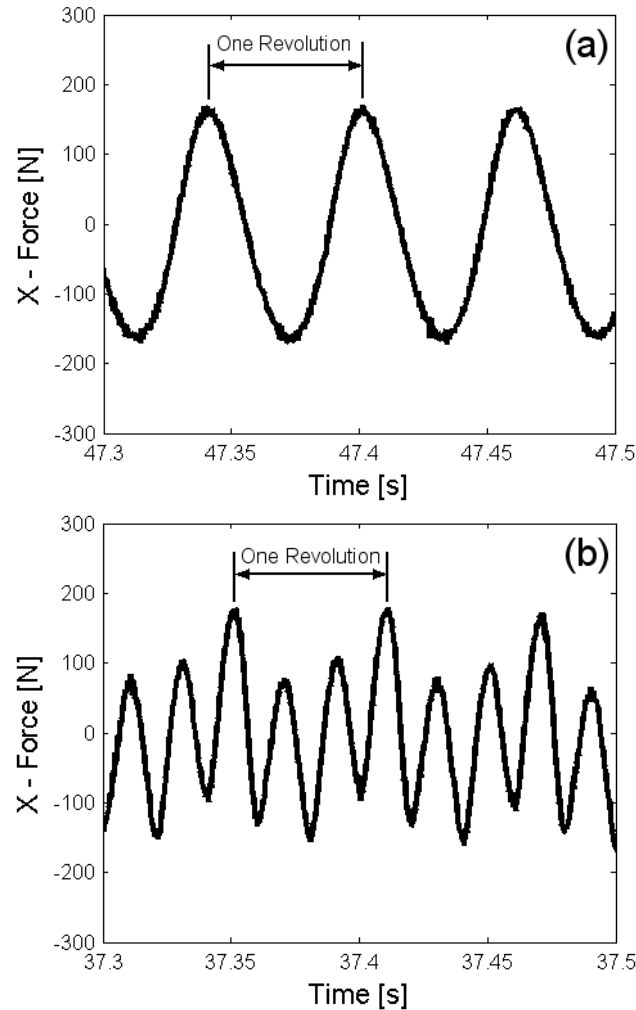 300
(a)
One Revolution
200
100
0
-100
-200
-300
X - Force [N]
47.3 47.35 47.4 47.45 47.5
Time [s]
300
(b)
One Revolution
200
100
0
-100
-200
-300
X - Force [N]
37.3 37.35 37.4 37.45 37.5
Time [s]